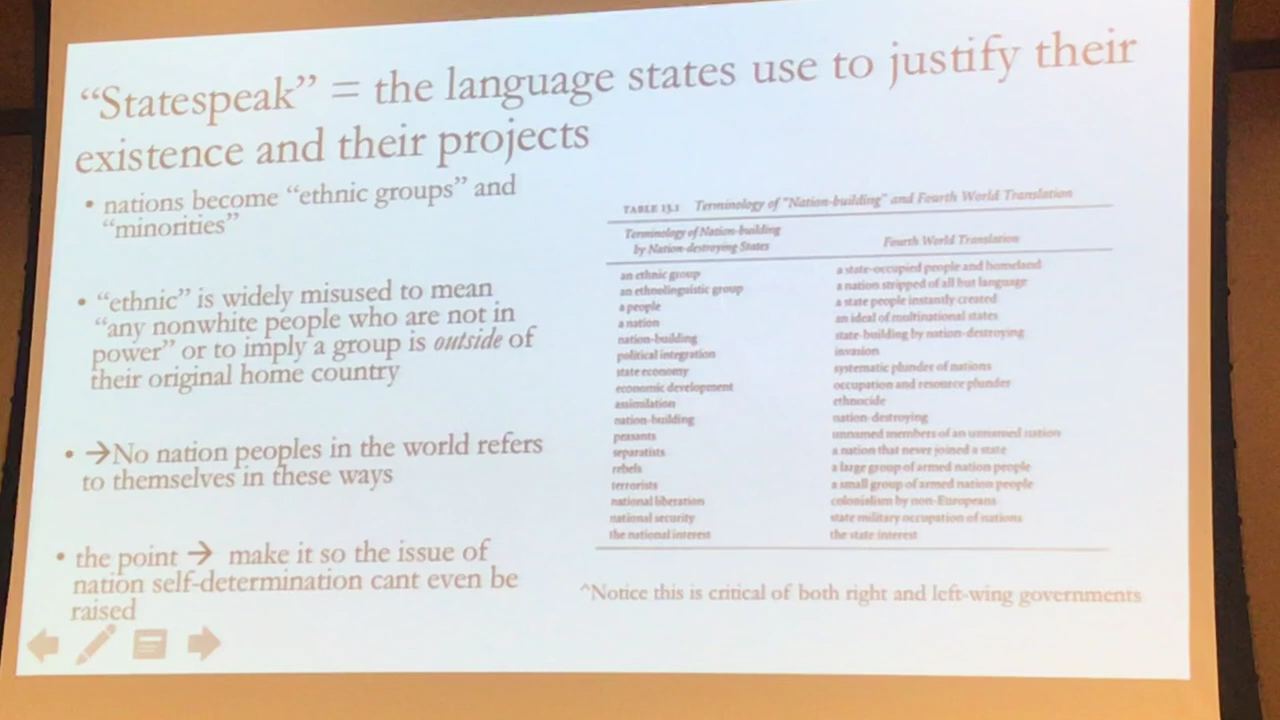 “Statespeak” = the language states use to justify their
existence and their projects
• nations become “ethnic groups” and
“minorities”
• “ethnic” is widely misused to mean
“any nonwhite people who are not in
power” or to imply a group is outside of
their original home country
• →No nation peoples in the world refers
to themselves in these ways
• the point → make it so the issue of
nation self-determination cant even be
raised
TABLE 13.1 Terminology of "Nation-building" and Fourth World Translation
Terminology of Nation-building
by Nation-destroying States
Fourth World Translation
an ethnic group a state-occupied people and homeland
an ethnolinguistic group a nation stripped of all but language
a people a state people instantly created
a nation an ideal of multinational states
nation-building state-building by nation-destroying
political integration invasion
state economy systematic plunder of nations
economic development occupation and resource plunder
assimilation ethnocide
nation-building nation-destroying
peasants unnamed members of an unnamed nation
separatists a nation that never joined a state
rebels a large group of armed nation people
terrorists a small group of armed nation people
national liberation colonialism by non-Europeans
national security state military occupation of nations
the national interest the state interest
^Notice this is critical of both right and left-wing governments